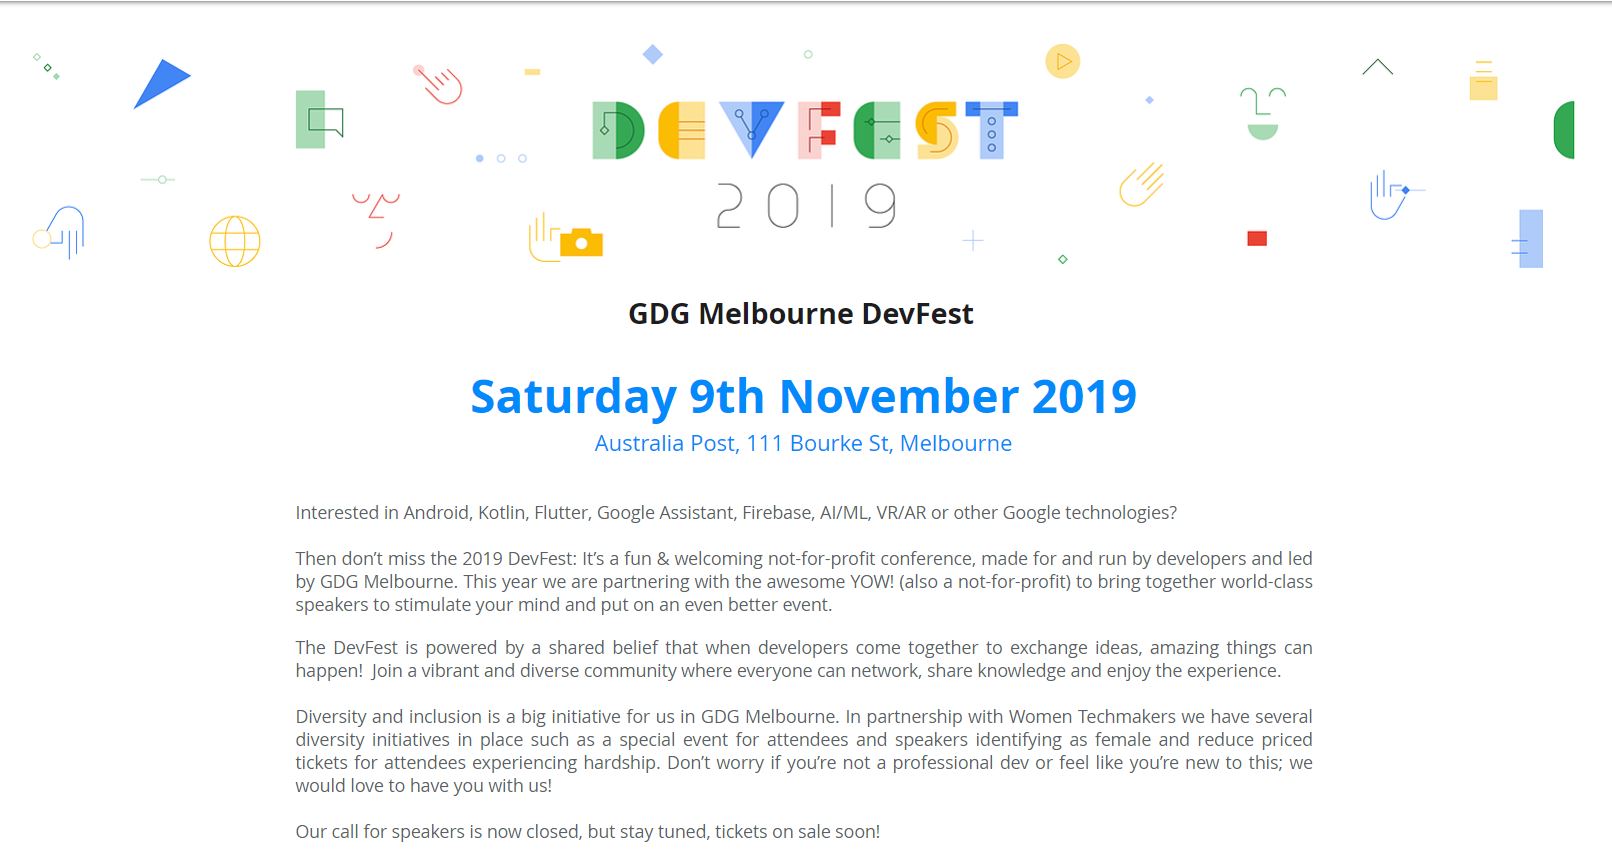 DEVFEST
2019
GDG Melbourne DevFest
Saturday 9th November 2019
Australia Post, 111 Bourke St, Melbourne
Interested in Android, Kotlin, Flutter, Google Assistant, Firebase, AI/ML, VR/AR or other Google technologies?
Then don’t miss the 2019 DevFest: It’s a fun & welcoming not-for-profit conference, made for and run by developers and led
by GDG Melbourne. This year we are partnering with the awesome YOW! (also a not-for-profit) to bring together world-class
speakers to stimulate your mind and put on an even better event.
The DevFest is powered by a shared belief that when developers come together to exchange ideas, amazing things can
happen!  Join a vibrant and diverse community where everyone can network, share knowledge and enjoy the experience.
Diversity and inclusion is a big initiative for us in GDG Melbourne. In partnership with Women Techmakers we have several
diversity initiatives in place such as a special event for attendees and speakers identifying as female and reduce priced
tickets for attendees experiencing hardship. Don’t worry if you’re not a professional dev or feel like you’re new to this; we
would love to have you with us!
Our call for speakers is now closed, but stay tuned, tickets on sale soon!